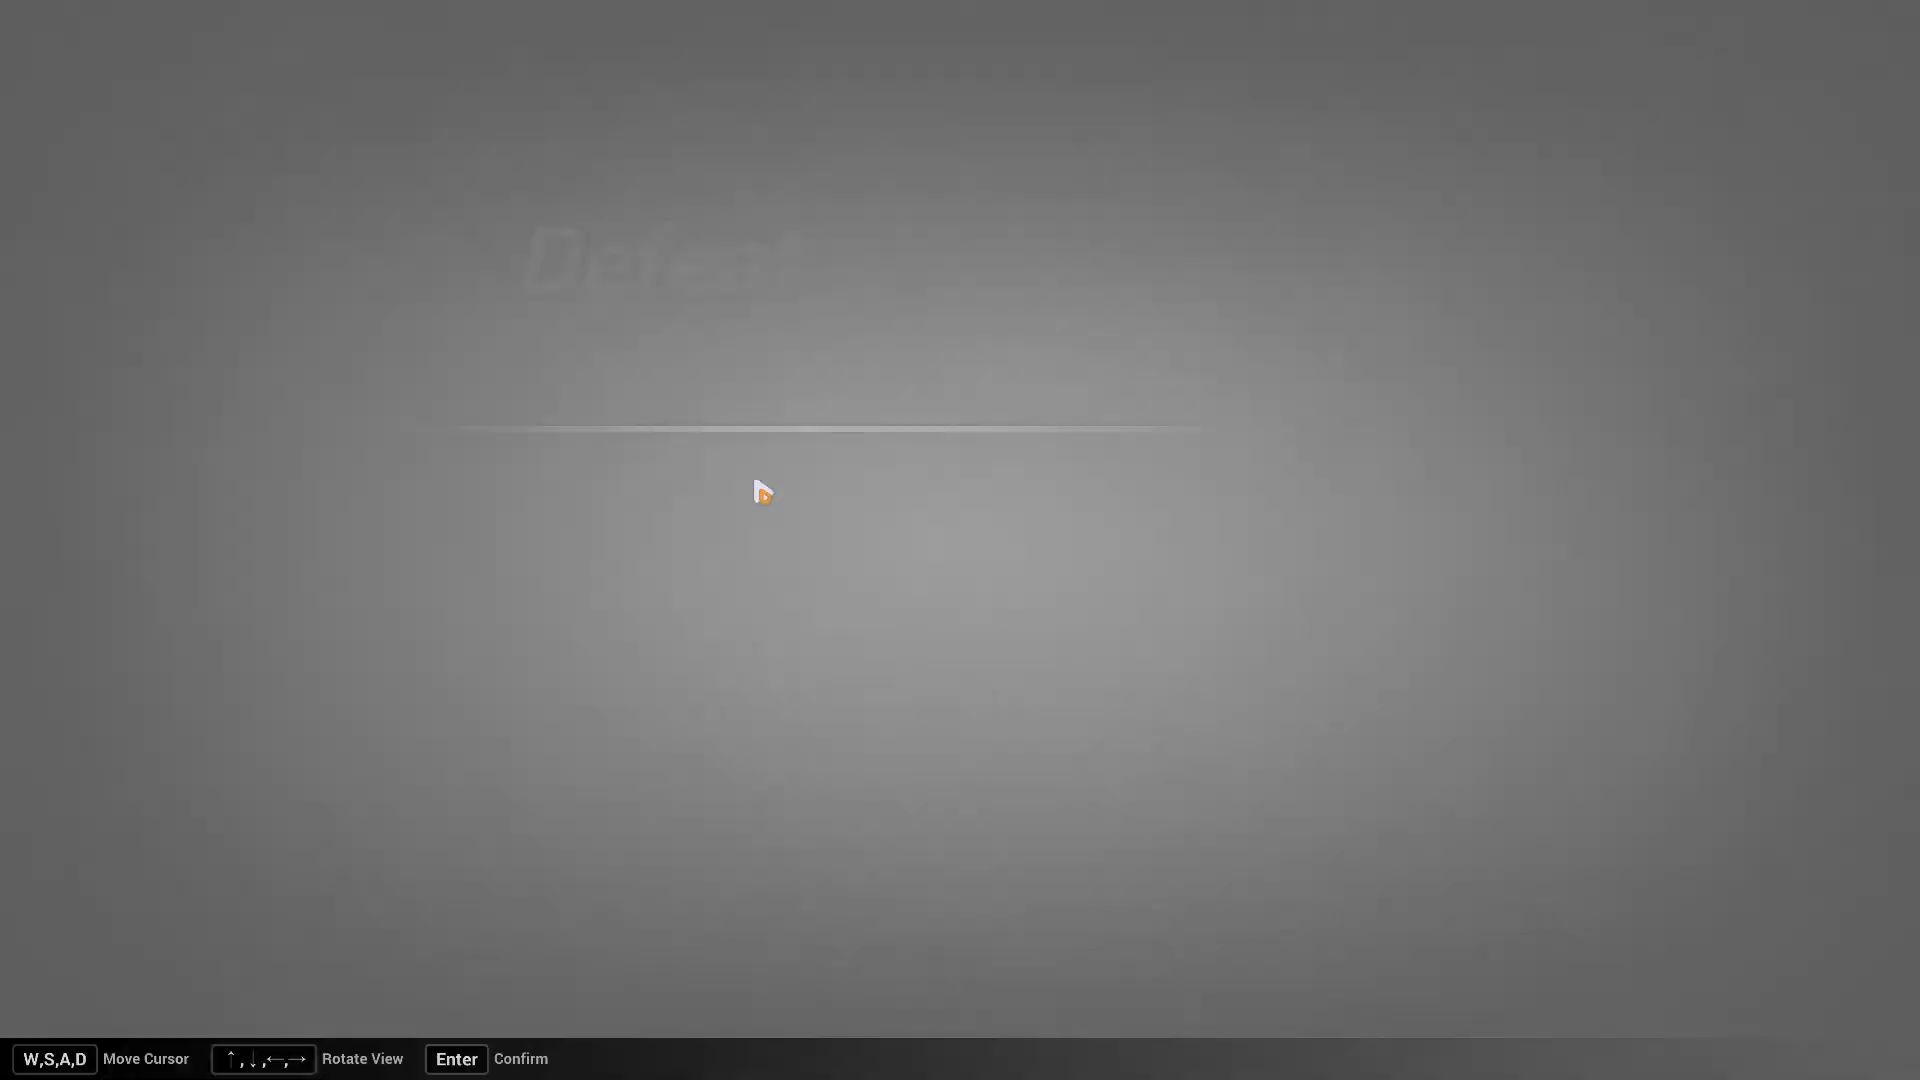 Defeat
W,S,A,D Move Cursor ↑,↓,←,→ Rotate View Enter Confirm